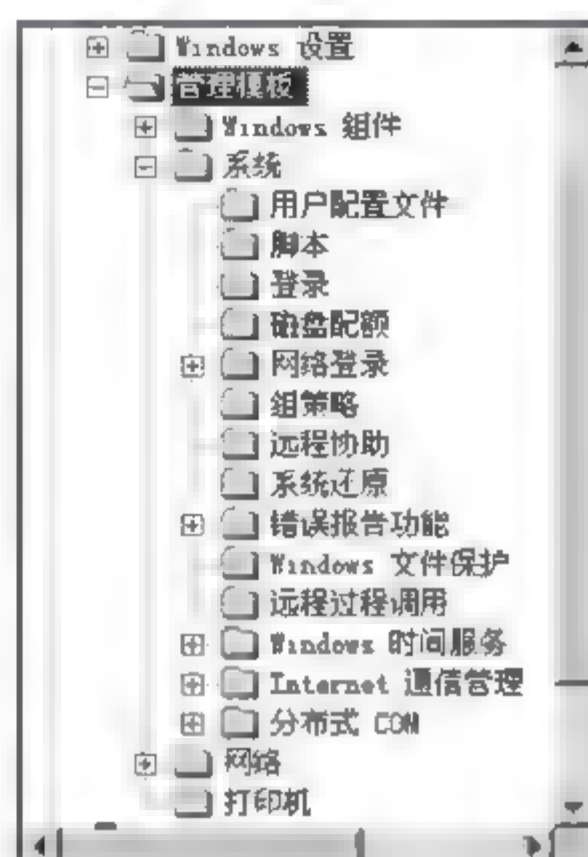 Windows 设置
管理模板
Windows 组件
系统
用户配置文件
脚本
登录
磁盘配额
网络登录
组策略
远程协助
系统还原
错误报告功能
Windows 文件保护
远程过程调用
Windows 时间服务
Internet 通信管理
分布式 COM
网络
打印机